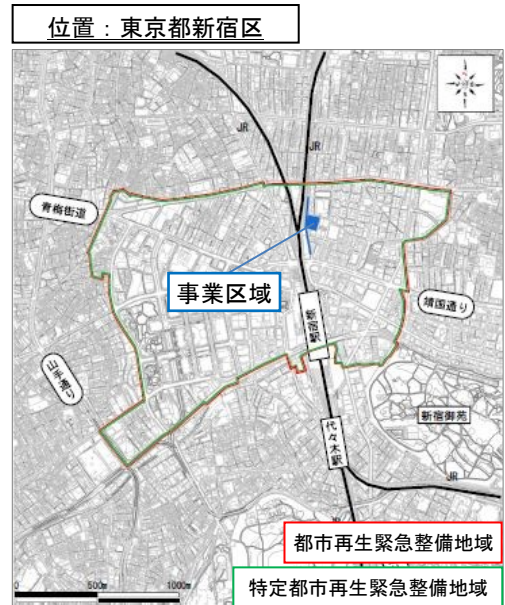 位置：東京都新宿区
JR
JR
青梅街道
事業区域
靖国通り
新宿駅
山手通り
新宿御苑
代々木駅
JR
都市再生緊急整備地域
0 500m 1000m
特定都市再生緊急整備地域